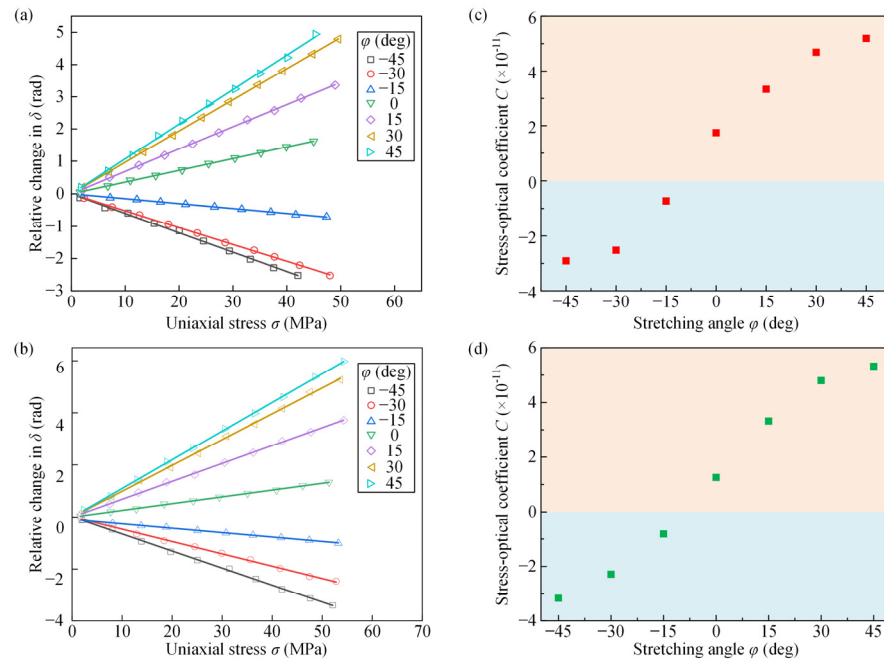 (a)
Relative change in δ (rad)
5
4
3
2
1
0
−1
−2
−3
0 10 20 30 40 50 60
Uniaxial stress σ (MPa)
φ (deg)
−45
−30
−15
0
15
30
45
(c)
Stress-optical coefficient C (×10⁻¹¹)
6
4
2
0
−2
−4
−45 −30 −15 0 15 30 45
Stretching angle φ (deg)
(b)
Relative change in δ (rad)
6
4
2
0
−2
−4
0 10 20 30 40 50 60 70
Uniaxial stress σ (MPa)
φ (deg)
−45
−30
−15
0
15
30
45
(d)
Stress-optical coefficient C (×10⁻¹¹)
6
4
2
0
−2
−4
−45 −30 −15 0 15 30 45
Stretching angle φ (deg)